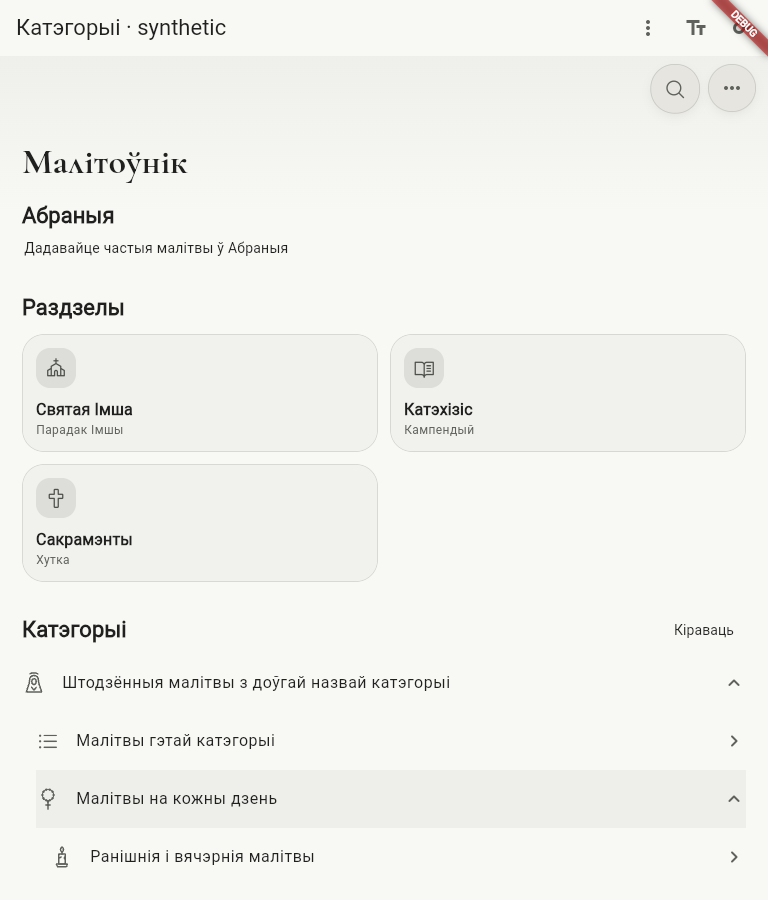 Катэгорыі · synthetic
DEBUG
Малітоўнік
Абраныя
Дадавайце частыя малітвы ў Абраныя
Раздзелы
Святая Імша
Парадак Імшы
Катэхізіс
Кампендый
Сакрамэнты
Хутка
Катэгорыі
Кіраваць
Штодзённыя малітвы з доўгай назвай катэгорыі
Малітвы гэтай катэгорыі
Малітвы на кожны дзень
Ранішнія і вячэрнія малітвы